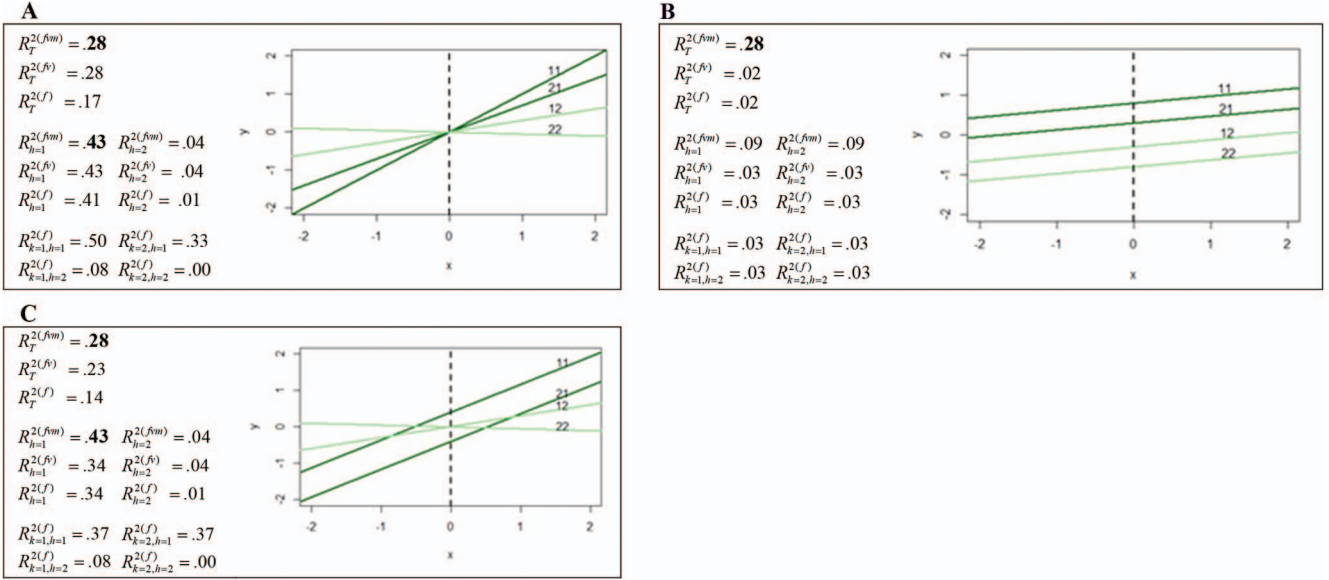 A
R_T^{2(fvm)} = .28
R_T^{2(fv)} = .28
R_T^{2(f)} = .17
R_{h=1}^{2(fvm)} = .43 R_{h=2}^{2(fvm)} = .04
R_{h=1}^{2(fv)} = .43 R_{h=2}^{2(fv)} = .04
R_{h=1}^{2(f)} = .41 R_{h=2}^{2(f)} = .01
R_{k=1,h=1}^{2(f)} = .50 R_{k=2,h=1}^{2(f)} = .33
R_{k=1,h=2}^{2(f)} = .08 R_{k=2,h=2}^{2(f)} = .00
2
1
0
-1
-2
y
11
21
12
22
-2 -1 0 1 2
x
B
R_T^{2(fvm)} = .28
R_T^{2(fv)} = .02
R_T^{2(f)} = .02
R_{h=1}^{2(fvm)} = .09 R_{h=2}^{2(fvm)} = .09
R_{h=1}^{2(fv)} = .03 R_{h=2}^{2(fv)} = .03
R_{h=1}^{2(f)} = .03 R_{h=2}^{2(f)} = .03
R_{k=1,h=1}^{2(f)} = .03 R_{k=2,h=1}^{2(f)} = .03
R_{k=1,h=2}^{2(f)} = .03 R_{k=2,h=2}^{2(f)} = .03
2
1
0
-1
-2
y
11
21
12
22
-2 -1 0 1 2
x
C
R_T^{2(fvm)} = .28
R_T^{2(fv)} = .23
R_T^{2(f)} = .14
R_{h=1}^{2(fvm)} = .43 R_{h=2}^{2(fvm)} = .04
R_{h=1}^{2(fv)} = .34 R_{h=2}^{2(fv)} = .04
R_{h=1}^{2(f)} = .34 R_{h=2}^{2(f)} = .01
R_{k=1,h=1}^{2(f)} = .37 R_{k=2,h=1}^{2(f)} = .37
R_{k=1,h=2}^{2(f)} = .08 R_{k=2,h=2}^{2(f)} = .00
2
1
0
-1
-2
y
11
21
12
22
-2 -1 0 1 2
x